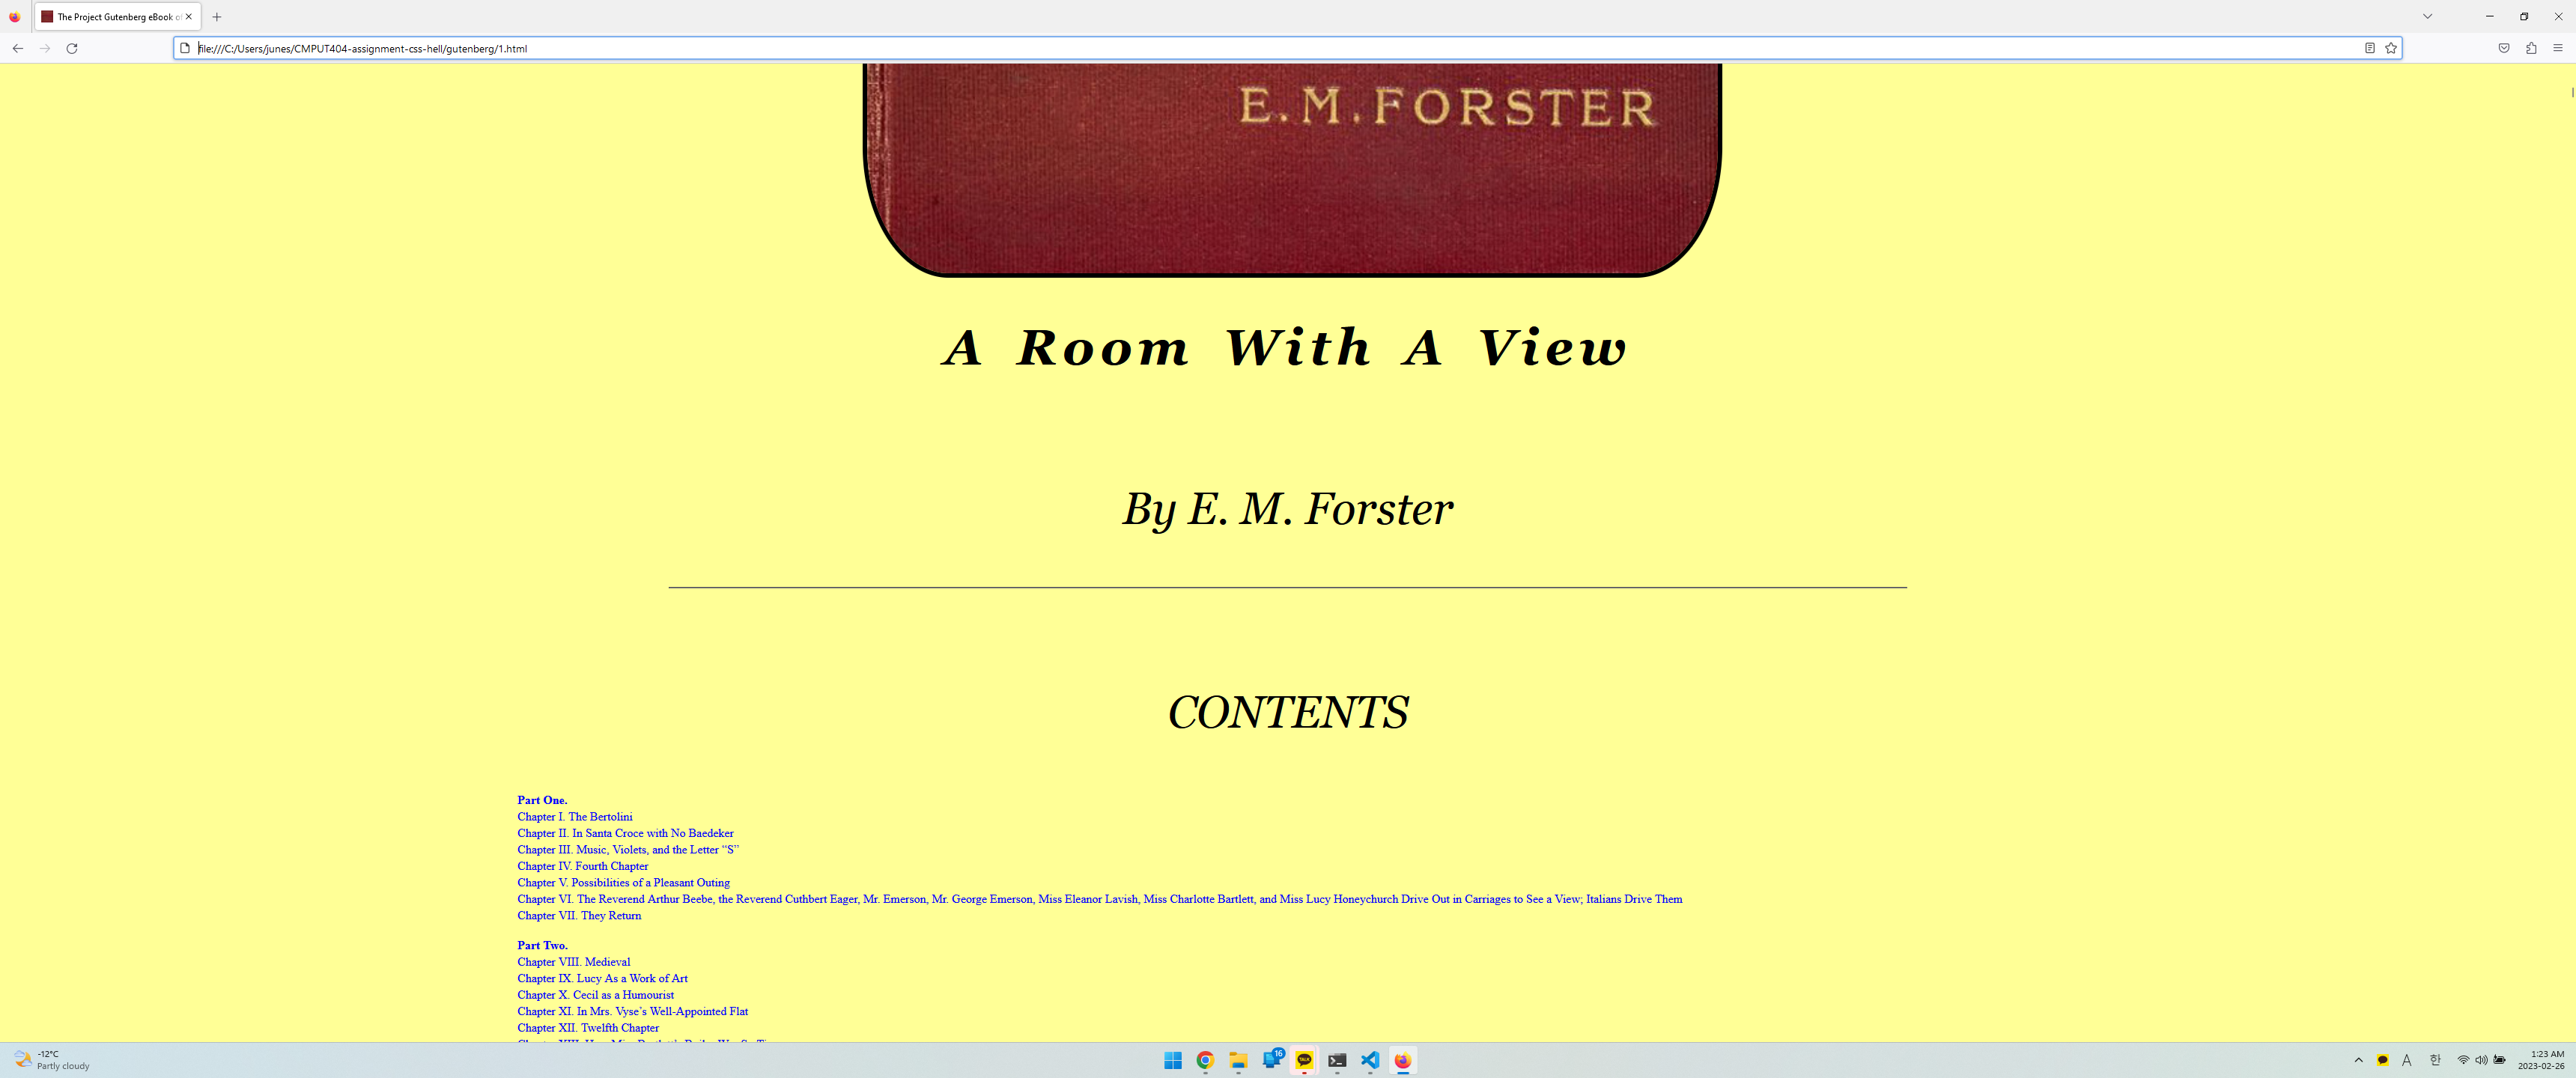 The Project Gutenberg eBook of
file:///C:/Users/junes/CMPUT404-assignment-css-hell/gutenberg/1.html
E.M.FORSTER
A Room With A View
By E. M. Forster
CONTENTS
Part One.
Chapter I. The Bertolini
Chapter II. In Santa Croce with No Baedeker
Chapter III. Music, Violets, and the Letter “S”
Chapter IV. Fourth Chapter
Chapter V. Possibilities of a Pleasant Outing
Chapter VI. The Reverend Arthur Beebe, the Reverend Cuthbert Eager, Mr. Emerson, Mr. George Emerson, Miss Eleanor Lavish, Miss Charlotte Bartlett, and Miss Lucy Honeychurch Drive Out in Carriages to See a View; Italians Drive Them
Chapter VII. They Return
Part Two.
Chapter VIII. Medieval
Chapter IX. Lucy As a Work of Art
Chapter X. Cecil as a Humourist
Chapter XI. In Mrs. Vyse’s Well-Appointed Flat
Chapter XII. Twelfth Chapter
-12°C
Partly cloudy
16
TALK
A
한
1:23 AM
2023-02-26